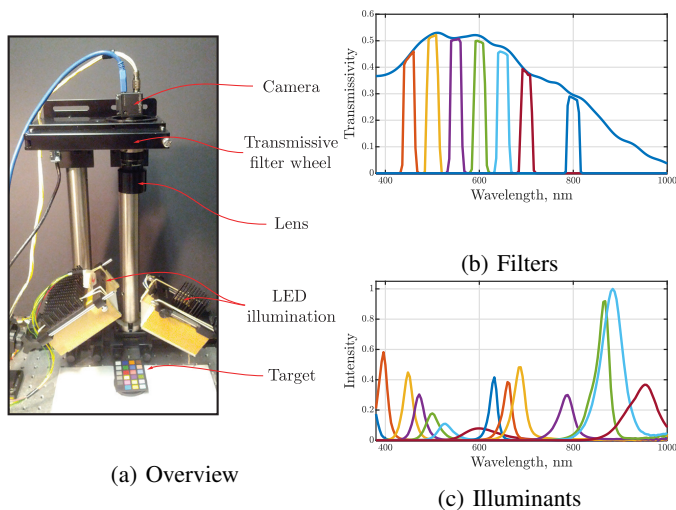 Camera
Transmissive
filter wheel
Lens
LED
illumination
Target
(a) Overview
Transmissivity
0.6
0.5
0.4
0.3
0.2
0.1
0
400
600
800
1000
Wavelength, nm
(b) Filters
Intensity
1
0.8
0.6
0.4
0.2
0
400
600
800
1000
Wavelength, nm
(c) Illuminants